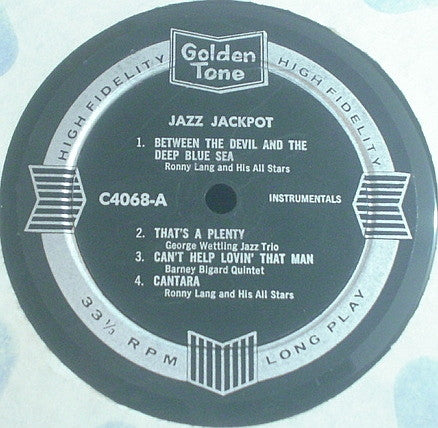 Golden
Tone
HIGH FIDELITY
HIGH FIDELITY
JAZZ JACKPOT
1. BETWEEN THE DEVIL AND THE
DEEP BLUE SEA
Ronny Lang and His All Stars
C4068-A
INSTRUMENTALS
2. THAT'S A PLENTY
George Wettling Jazz Trio
3. CAN'T HELP LOVIN' THAT MAN
Barney Bigard Quintet
4. CANTARA
Ronny Lang and His All Stars
33⅓ RPM
LONG PLAY